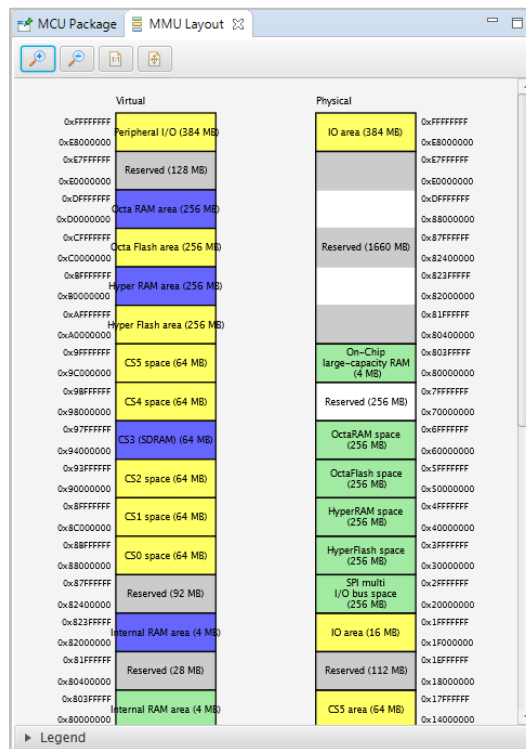 MCU Package
MMU Layout
Virtual
Physical
0xFFFFFFFF
Peripheral I/O (384 MB)
0xE8000000
0xE7FFFFFF
Reserved (128 MB)
0xE0000000
0xDFFFFFFF
Octa RAM area (256 MB)
0xD0000000
0xCFFFFFFF
Octa Flash area (256 MB)
0xC0000000
0xBFFFFFFF
Hyper RAM area (256 MB)
0xB0000000
0xAFFFFFFF
Hyper Flash area (256 MB)
0xA0000000
0x9FFFFFFF
CS5 space (64 MB)
0x9C000000
0x9BFFFFFF
CS4 space (64 MB)
0x98000000
0x97FFFFFF
CS3 (SDRAM) (64 MB)
0x94000000
0x93FFFFFF
CS2 space (64 MB)
0x90000000
0x8FFFFFFF
CS1 space (64 MB)
0x8C000000
0x8BFFFFFF
CS0 space (64 MB)
0x88000000
0x87FFFFFF
Reserved (92 MB)
0x82400000
0x823FFFFF
Internal RAM area (4 MB)
0x82000000
0x81FFFFFF
Reserved (28 MB)
0x80400000
0x803FFFFF
Internal RAM area (4 MB)
0x80000000
0xFFFFFFFF
IO area (384 MB)
0xE8000000
0xE7FFFFFF
0xE0000000
0xDFFFFFFF
0x88000000
0x87FFFFFF
Reserved (1660 MB)
0x82400000
0x823FFFFF
0x82000000
0x81FFFFFF
0x80400000
0x803FFFFF
On-Chip
large-capacity RAM
(4 MB)
0x80000000
0x7FFFFFFF
Reserved (256 MB)
0x70000000
0x6FFFFFFF
OctaRAM space
(256 MB)
0x60000000
0x5FFFFFFF
OctaFlash space
(256 MB)
0x50000000
0x4FFFFFFF
HyperRAM space
(256 MB)
0x40000000
0x3FFFFFFF
HyperFlash space
(256 MB)
0x30000000
0x2FFFFFFF
SPI multi
I/O bus space
(256 MB)
0x20000000
0x1FFFFFFF
IO area (16 MB)
0x1F000000
0x1EFFFFFF
Reserved (112 MB)
0x18000000
0x17FFFFFF
CS5 area (64 MB)
0x14000000
Legend